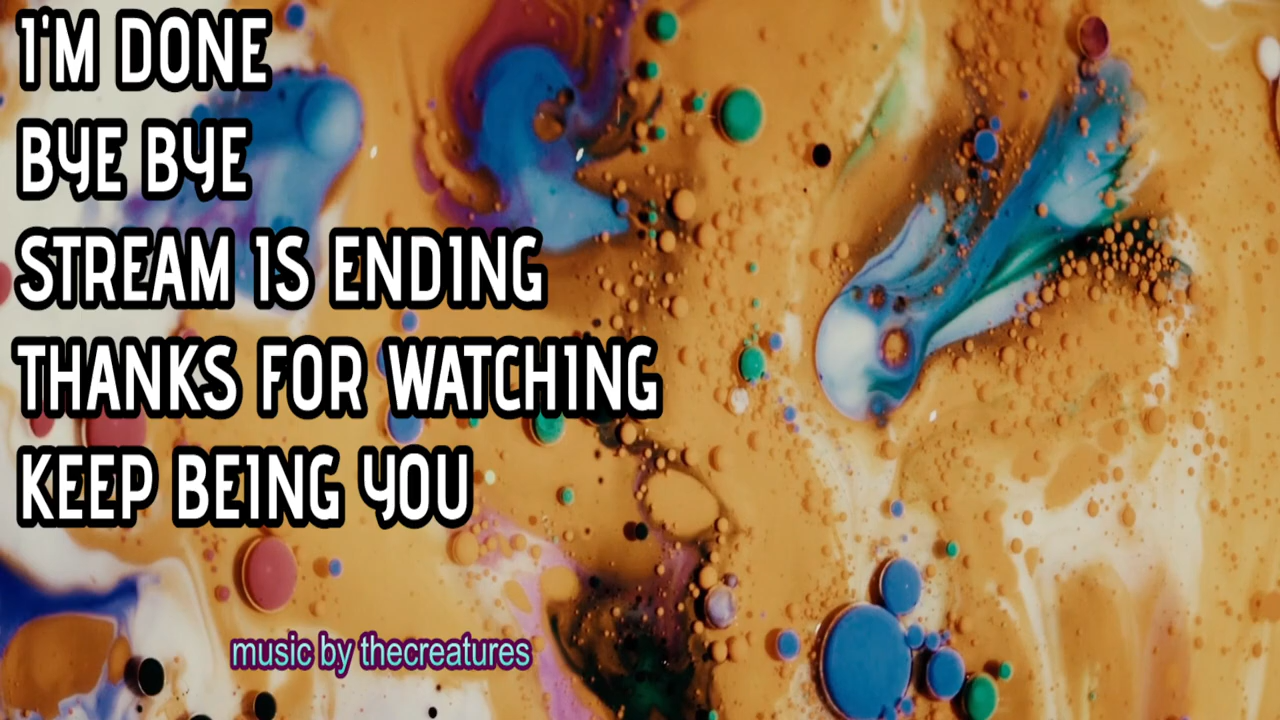 I'M DONE
BYE BYE
STREAM IS ENDING
THANKS FOR WATCHING
KEEP BEING YOU
music by thecreatures